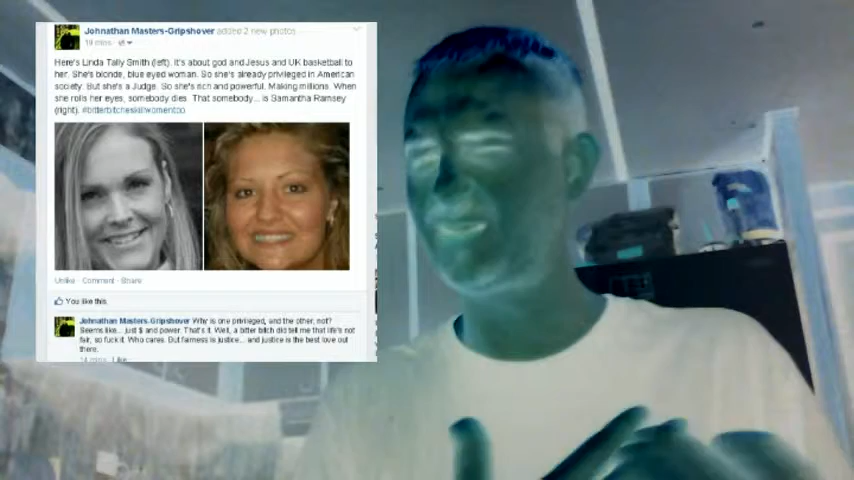 Johnathan Masters-Gripshover added 2 new photos
19 mins
Here's Linda Tally Smith (left). It's about god and Jesus and UK basketball to
her. She's blonde, blue eyed woman. So she's already privileged in American
society. But she's a Judge. So she's rich and powerful. Making millions. When
she rolls her eyes, somebody dies. That somebody... is Samantha Ramsey
(right). #bitterbitcheskillwomentoo
Unlike · Comment · Share
You like this.
Johnathan Masters-Gripshover Why is one privileged, and the other, not?
Seems like... just $ and power. That's it. Well, a bitter bitch did tell me that life's not
fair, so fuck it. Who cares. But fairness is justice... and justice is the best love out
there.
14 mins · Like